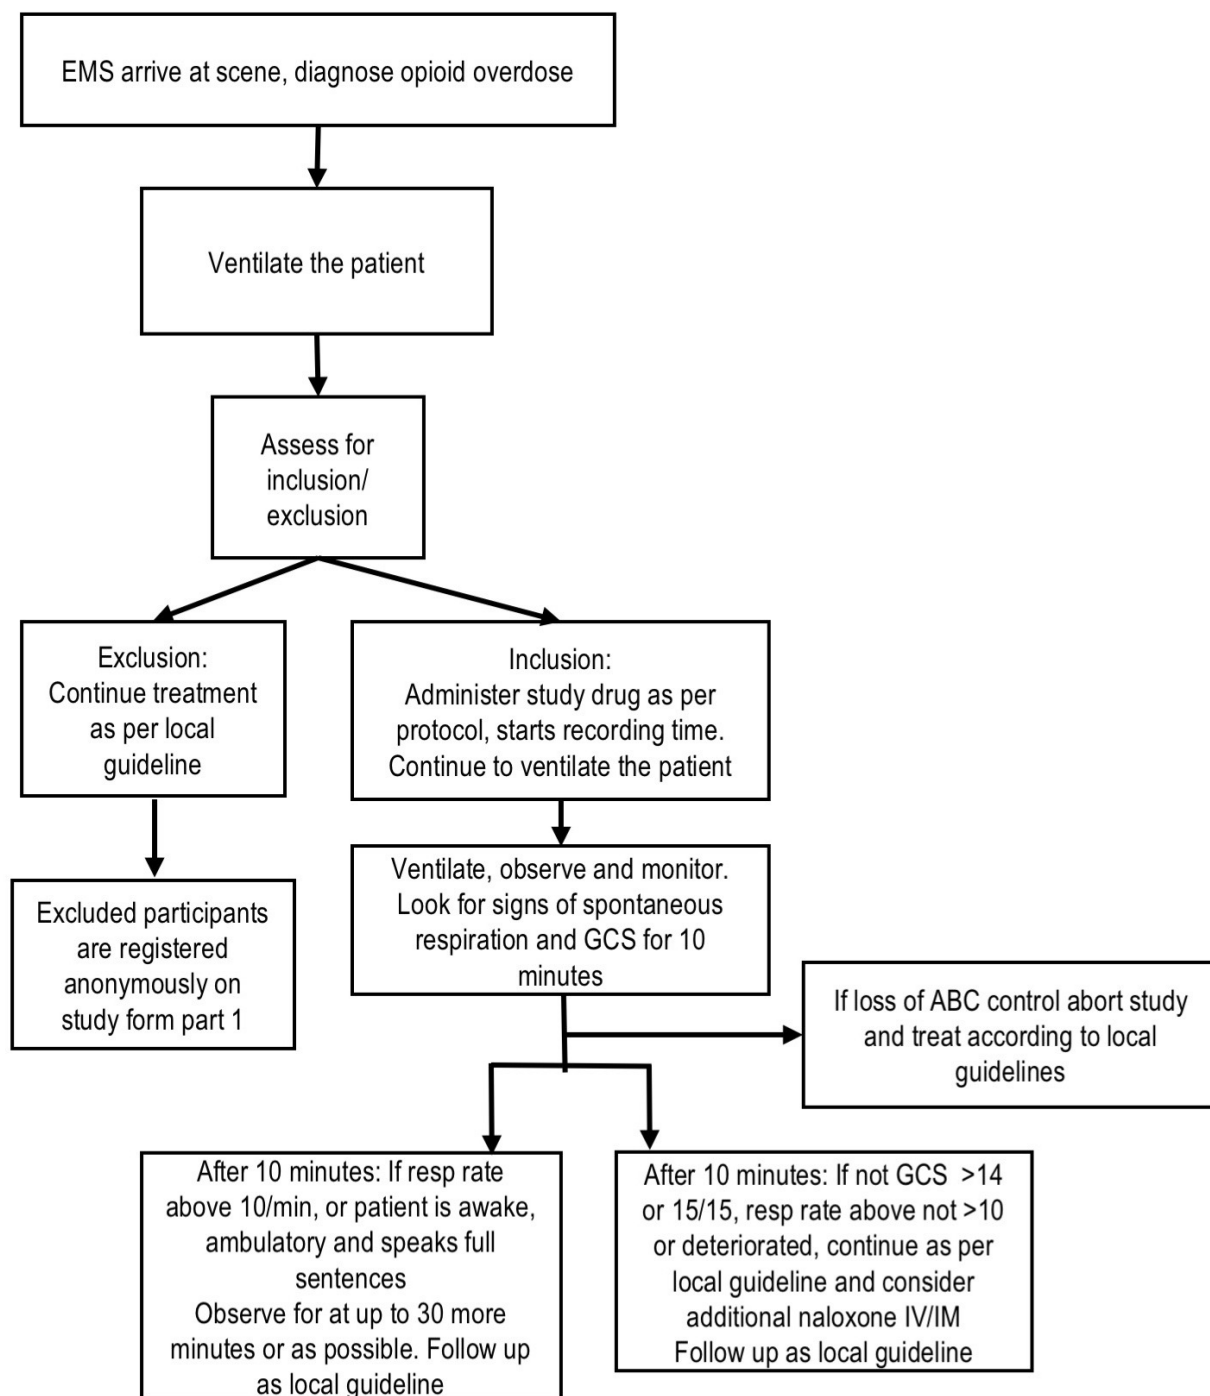 EMS arrive at scene, diagnose opioid overdose
Ventilate the patient
Assess for
inclusion/
exclusion
Exclusion:
Continue treatment
as per local
guideline
Inclusion:
Administer study drug as per
protocol, starts recording time.
Continue to ventilate the patient
Excluded participants
are registered
anonymously on
study form part 1
Ventilate, observe and monitor.
Look for signs of spontaneous
respiration and GCS for 10
minutes
If loss of ABC control abort study
and treat according to local
guidelines
After 10 minutes: If resp rate
above 10/min, or patient is awake,
ambulatory and speaks full
sentences
Observe for at up to 30 more
minutes or as possible. Follow up
as local guideline
After 10 minutes: If not GCS >14
or 15/15, resp rate above not >10
or deteriorated, continue as per
local guideline and consider
additional naloxone IV/IM
Follow up as local guideline